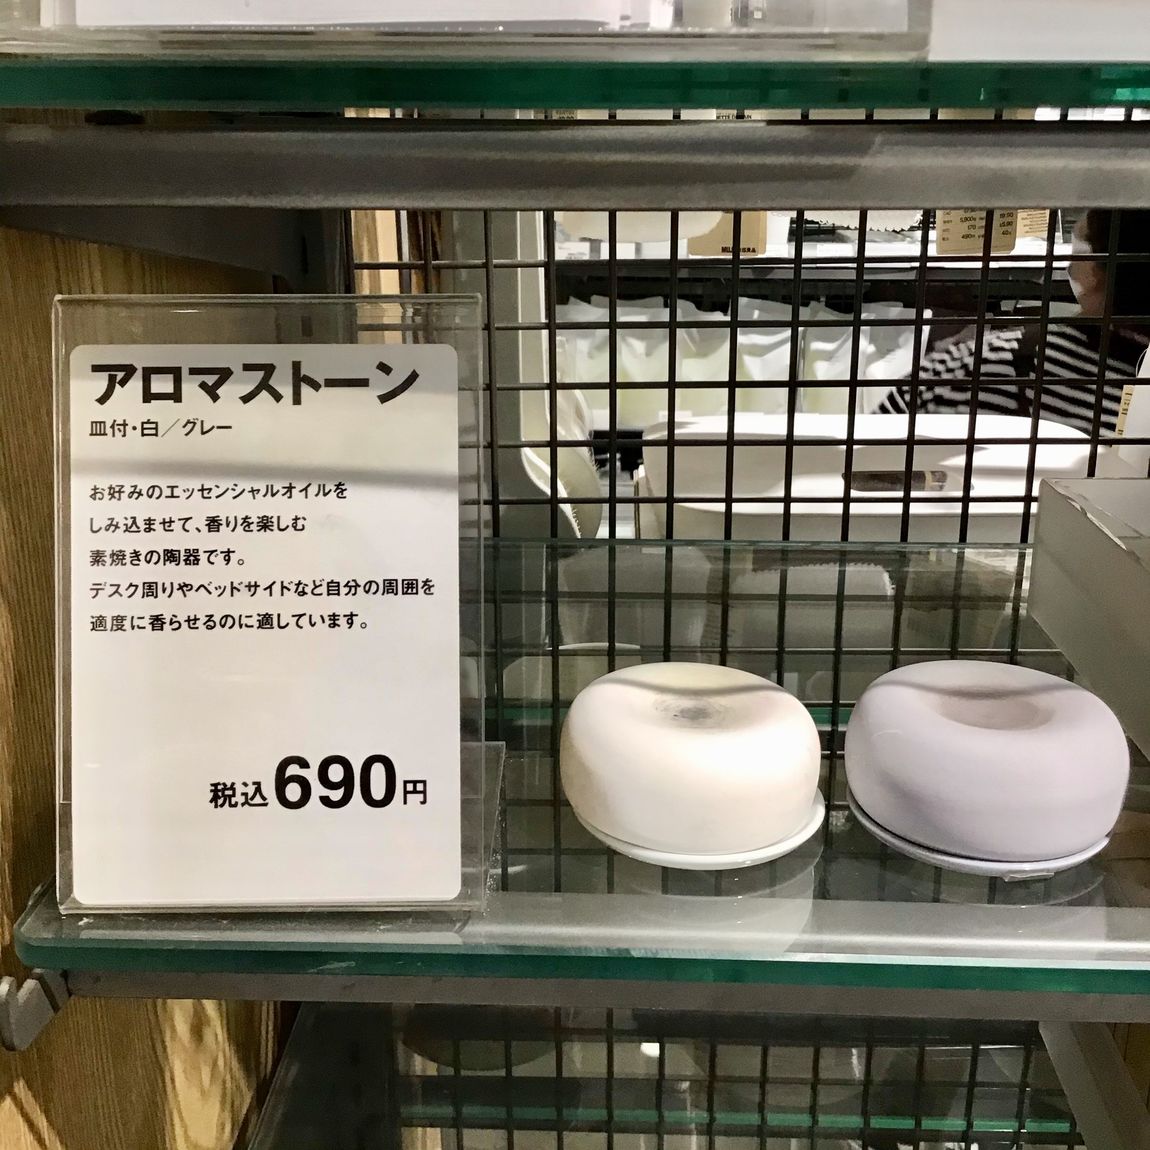 アロマストーン
皿付・白／グレー
お好みのエッセンシャルオイルを
しみ込ませて、香りを楽しむ
素焼きの陶器です。
デスク周りやベッドサイドなど自分の周囲を
適度に香らせるのに適しています。
税込690円